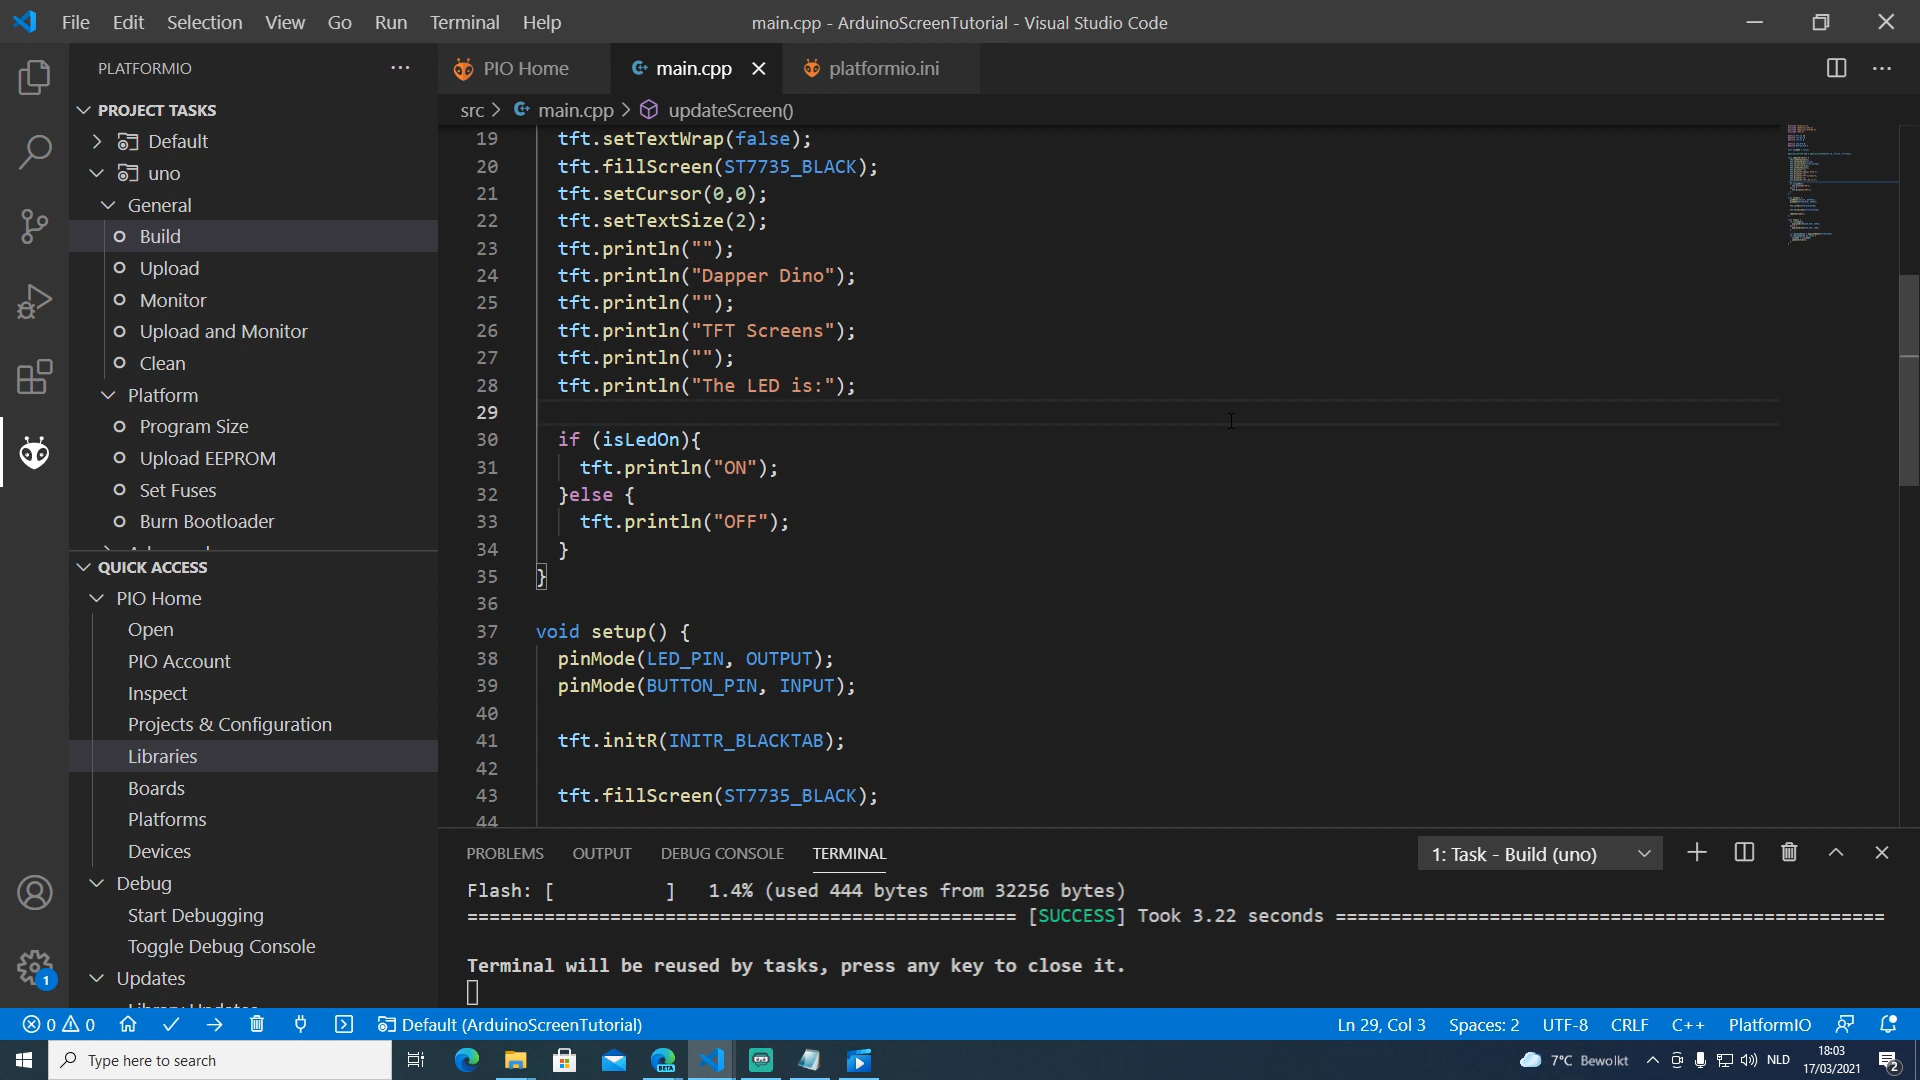 File Edit Selection View Go Run Terminal Help
main.cpp - ArduinoScreenTutorial - Visual Studio Code
PLATFORMIO
PROJECT TASKS
Default
uno
General
Build
Upload
Monitor
Upload and Monitor
Clean
Platform
Program Size
Upload EEPROM
Set Fuses
Burn Bootloader
QUICK ACCESS
PIO Home
Open
PIO Account
Inspect
Projects & Configuration
Libraries
Boards
Platforms
Devices
Debug
Start Debugging
Toggle Debug Console
Updates
1
PIO Home main.cpp platformio.ini
src > main.cpp > updateScreen()
19 tft.setTextWrap(false);
20 tft.fillScreen(ST7735_BLACK);
21 tft.setCursor(0,0);
22 tft.setTextSize(2);
23 tft.println("");
24 tft.println("Dapper Dino");
25 tft.println("");
26 tft.println("TFT Screens");
27 tft.println("");
28 tft.println("The LED is:");
29
30 if (isLedOn){
31 tft.println("ON");
32 }else {
33 tft.println("OFF");
34 }
35 }
36
37 void setup() {
38 pinMode(LED_PIN, OUTPUT);
39 pinMode(BUTTON_PIN, INPUT);
40
41 tft.initR(INITR_BLACKTAB);
42
43 tft.fillScreen(ST7735_BLACK);
44
PROBLEMS OUTPUT DEBUG CONSOLE TERMINAL 1: Task - Build (uno)
Flash: [ ] 1.4% (used 444 bytes from 32256 bytes)
================================================== [SUCCESS] Took 3.22 seconds ==================================================
Terminal will be reused by tasks, press any key to close it.
0 0 Default (ArduinoScreenTutorial) Ln 29, Col 3 Spaces: 2 UTF-8 CRLF C++ PlatformIO
Type here to search BETA 7°C Bewolkt NLD 18:03
17/03/2021 2